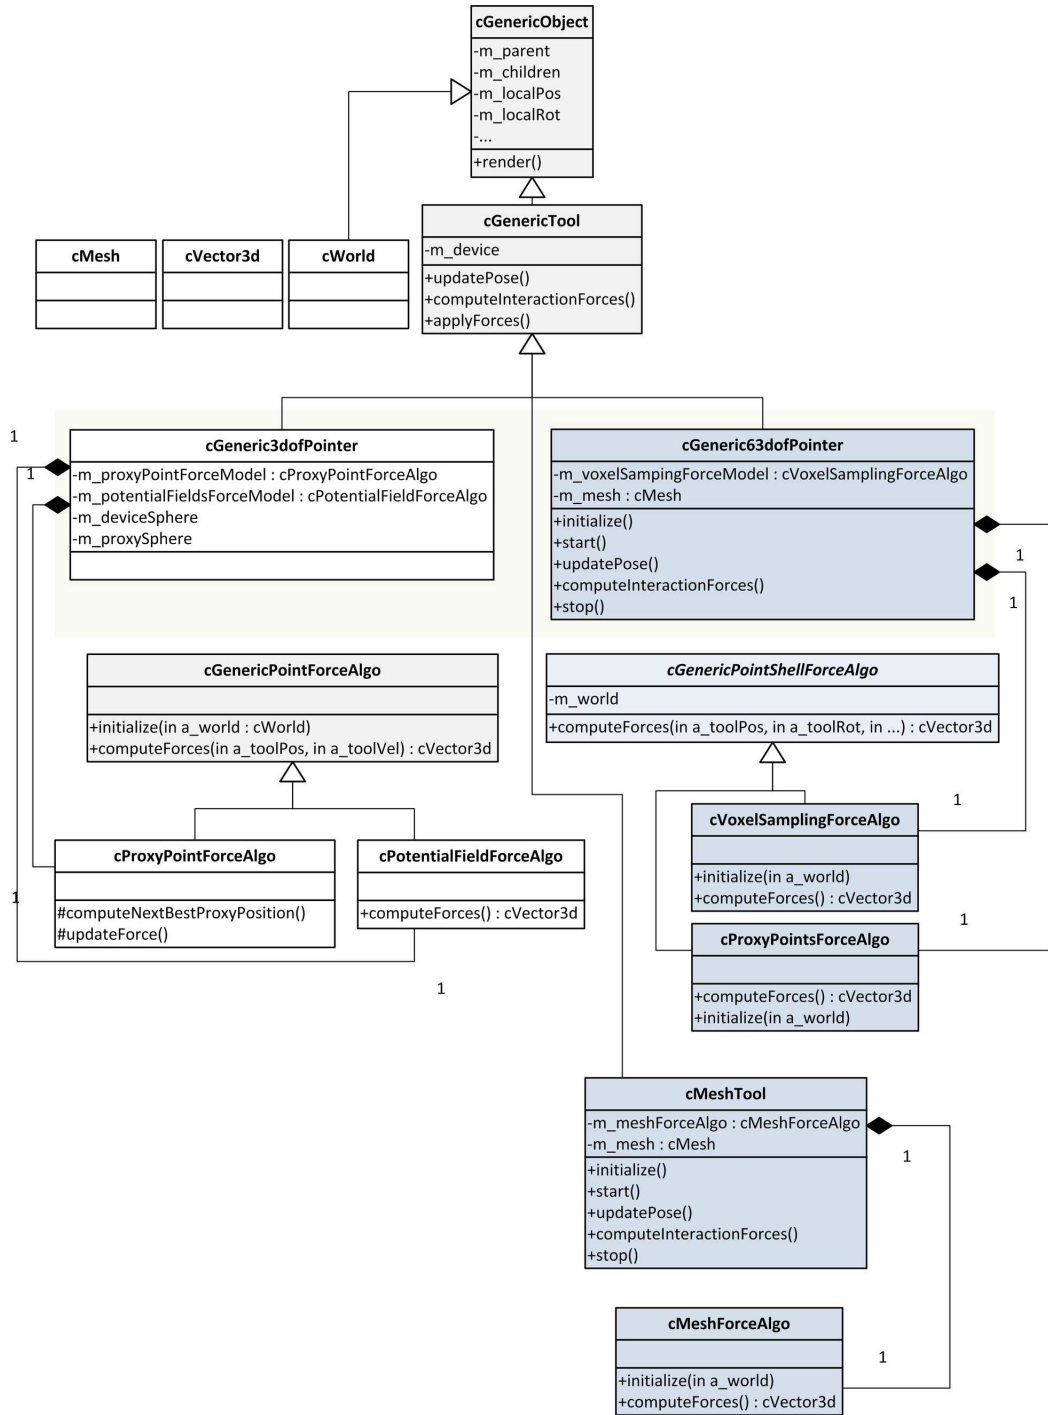 cGenericObject
-m_parent
-m_children
-m_localPos
-m_localRot
-...
+render()
cGenericTool
-m_device
+updatePose()
+computeInteractionForces()
+applyForces()
cMesh
cVector3d
cWorld
1
1
cGeneric3dofPointer
-m_proxyPointForceModel : cProxyPointForceAlgo
-m_potentialFieldsForceModel : cPotentialFieldForceAlgo
-m_deviceSphere
-m_proxySphere
cGeneric63dofPointer
-m_voxelSampingForceModel : cVoxelSamplingForceAlgo
-m_mesh : cMesh
+initialize()
+start()
+updatePose()
+computeInteractionForces()
+stop()
1
1
cGenericPointForceAlgo
+initialize(in a_world : cWorld)
+computeForces(in a_toolPos, in a_toolVel) : cVector3d
cGenericPointShellForceAlgo
-m_world
+computeForces(in a_toolPos, in a_toolRot, in ...) : cVector3d
cProxyPointForceAlgo
#computeNextBestProxyPosition()
#updateForce()
1
cPotentialFieldForceAlgo
+computeForces() : cVector3d
1
cVoxelSamplingForceAlgo
+initialize(in a_world)
+computeForces() : cVector3d
1
cProxyPointsForceAlgo
+computeForces() : cVector3d
+initialize(in a_world)
1
cMeshTool
-m_meshForceAlgo : cMeshForceAlgo
-m_mesh : cMesh
+initialize()
+start()
+updatePose()
+computeInteractionForces()
+stop()
1
cMeshForceAlgo
+initialize(in a_world)
+computeForces() : cVector3d
1